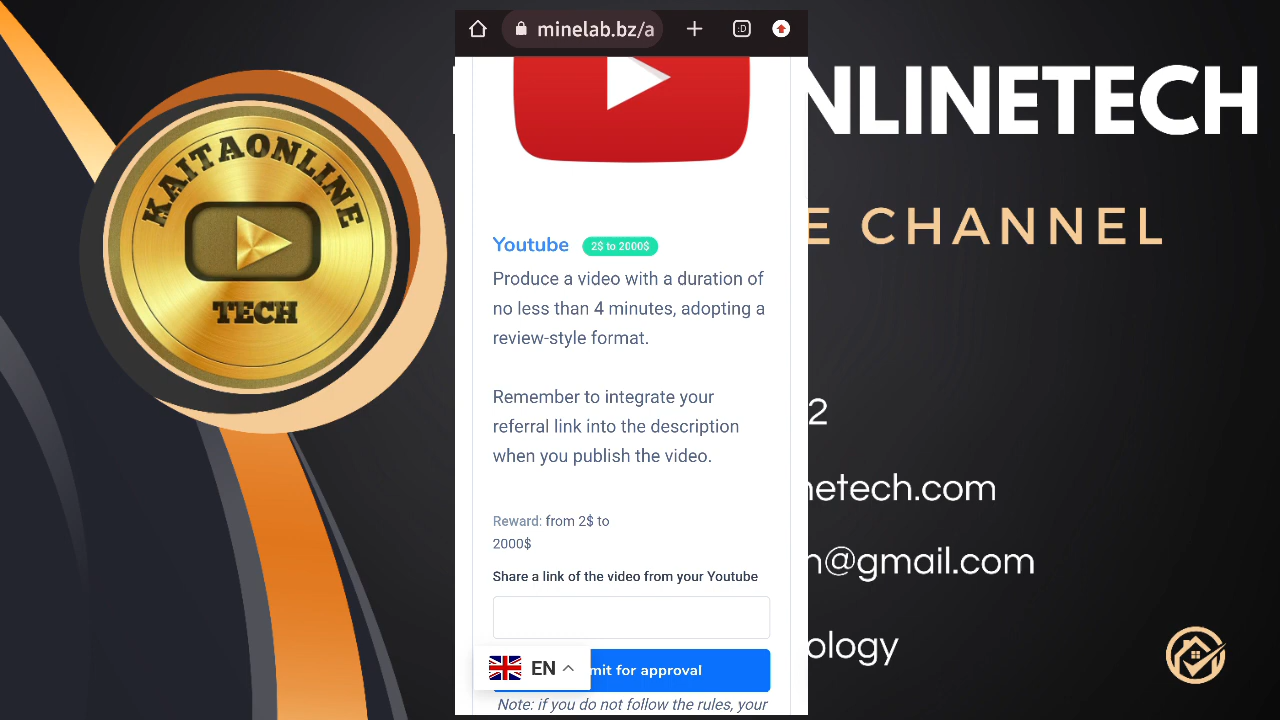 minelab.bz/a
:D
NLINETECH
KAITAONLINE
TECH
E CHANNEL
Youtube 2$ to 2000$
Produce a video with a duration of
no less than 4 minutes, adopting a
review-style format.
Remember to integrate your
referral link into the description
when you publish the video.
2
netech.com
Reward: from 2$ to
2000$
n@gmail.com
Share a link of the video from your Youtube
ology
EN
mit for approval
Note: if you do not follow the rules, your